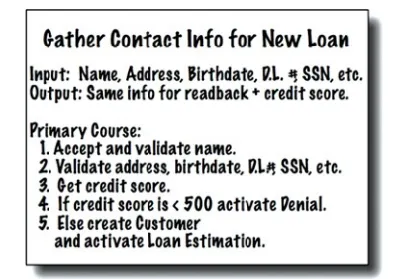 Gather Contact Info for New Loan
Input: Name, Address, Birthdate, D.L. #, SSN, etc.
Output: Same info for readback + credit score.
Primary Course:
1. Accept and validate name.
2. Validate address, birthdate, D.L.#, SSN, etc.
3. Get credit score.
4. If credit score is < 500 activate Denial.
5. Else create Customer
and activate Loan Estimation.